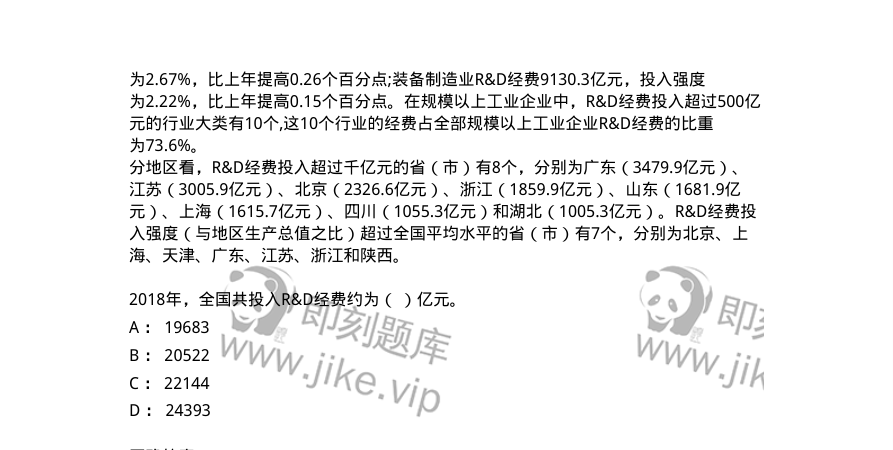 为2.67%，比上年提高0.26个百分点;装备制造业R&D经费9130.3亿元，投入强度
为2.22%，比上年提高0.15个百分点。在规模以上工业企业中，R&D经费投入超过500亿
元的行业大类有10个,这10个行业的经费占全部规模以上工业企业R&D经费的比重
为73.6%。
分地区看，R&D经费投入超过千亿元的省（市）有8个，分别为广东（3479.9亿元）、
江苏（3005.9亿元）、北京（2326.6亿元）、浙江（1859.9亿元）、山东（1681.9亿
元）、上海（1615.7亿元）、四川（1055.3亿元）和湖北（1005.3亿元）。R&D经费投
入强度（与地区生产总值之比）超过全国平均水平的省（市）有7个，分别为北京、上
海、天津、广东、江苏、浙江和陕西。
2018年，全国共投入R&D经费约为（ ）亿元。
A： 19683
B： 20522
C： 22144
D： 24393
即刻题库
www.jike.vip
即刻
www.jik